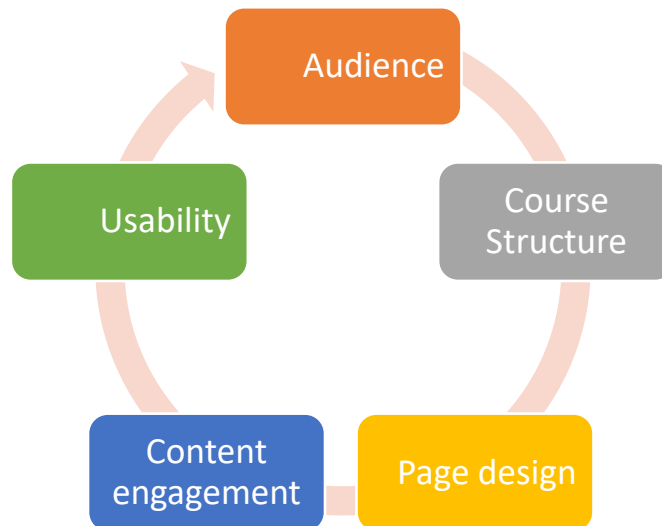 Audience
Course
Structure
Page design
Content
engagement
Usability